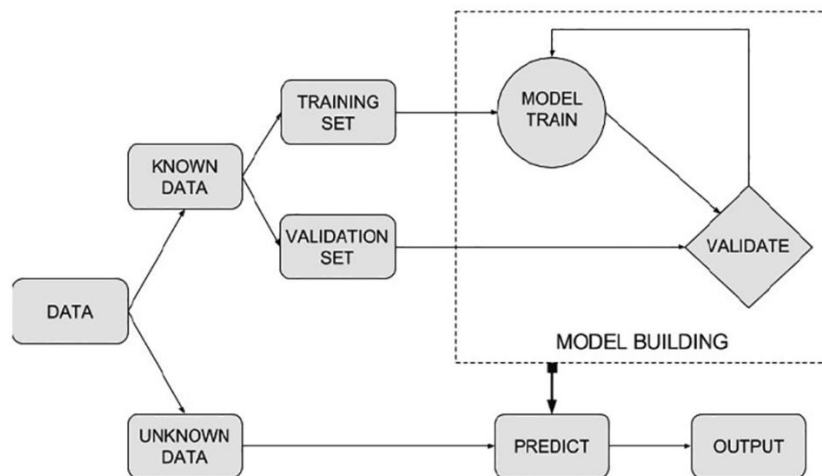 TRAINING
SET
MODEL
TRAIN
KNOWN
DATA
VALIDATION
SET
VALIDATE
DATA
MODEL BUILDING
UNKNOWN
DATA
PREDICT
OUTPUT